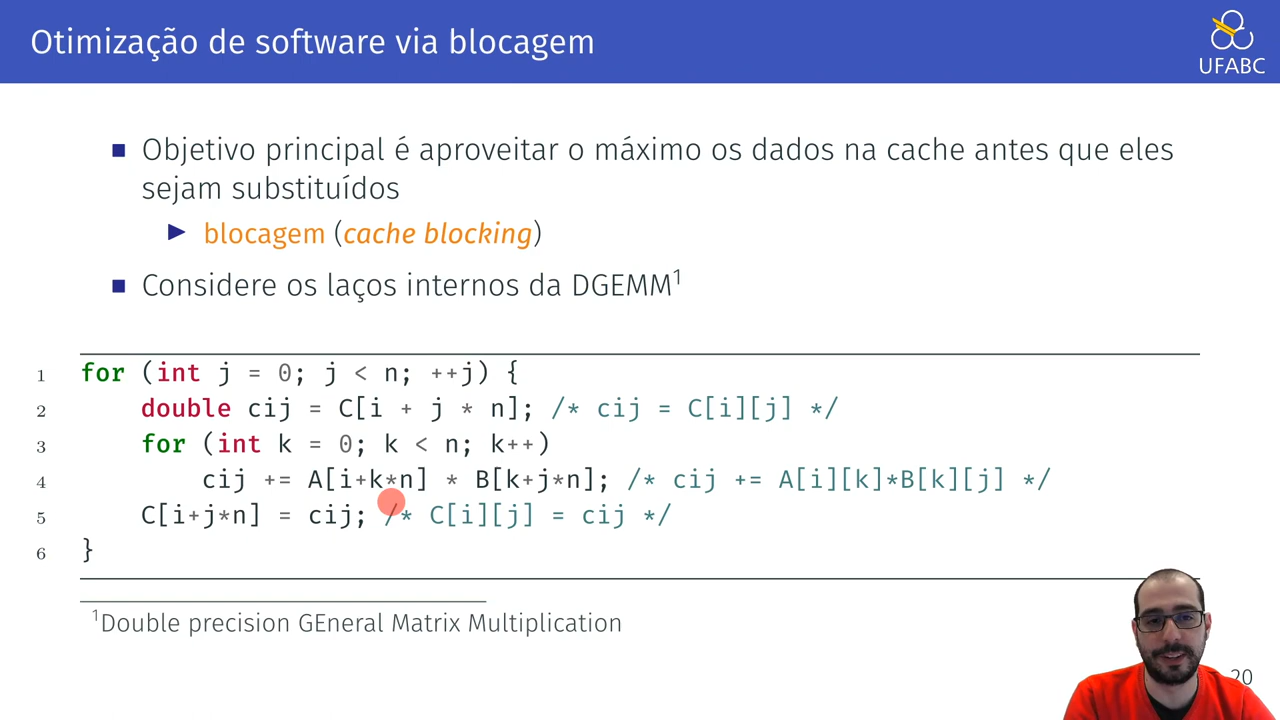 Otimização de software via blocagem
UFABC
■ Objetivo principal é aproveitar o máximo os dados na cache antes que eles
sejam substituídos
▶ blocagem (cache blocking)
■ Considere os laços internos da DGEMM¹
1 for (int j = 0; j < n; ++j) {
2 double cij = C[i + j * n]; /* cij = C[i][j] */
3 for (int k = 0; k < n; k++)
4 cij += A[i+k*n] * B[k+j*n]; /* cij += A[i][k]*B[k][j] */
5 C[i+j*n] = cij; /* C[i][j] = cij */
6 }
¹Double precision GEneral Matrix Multiplication
20